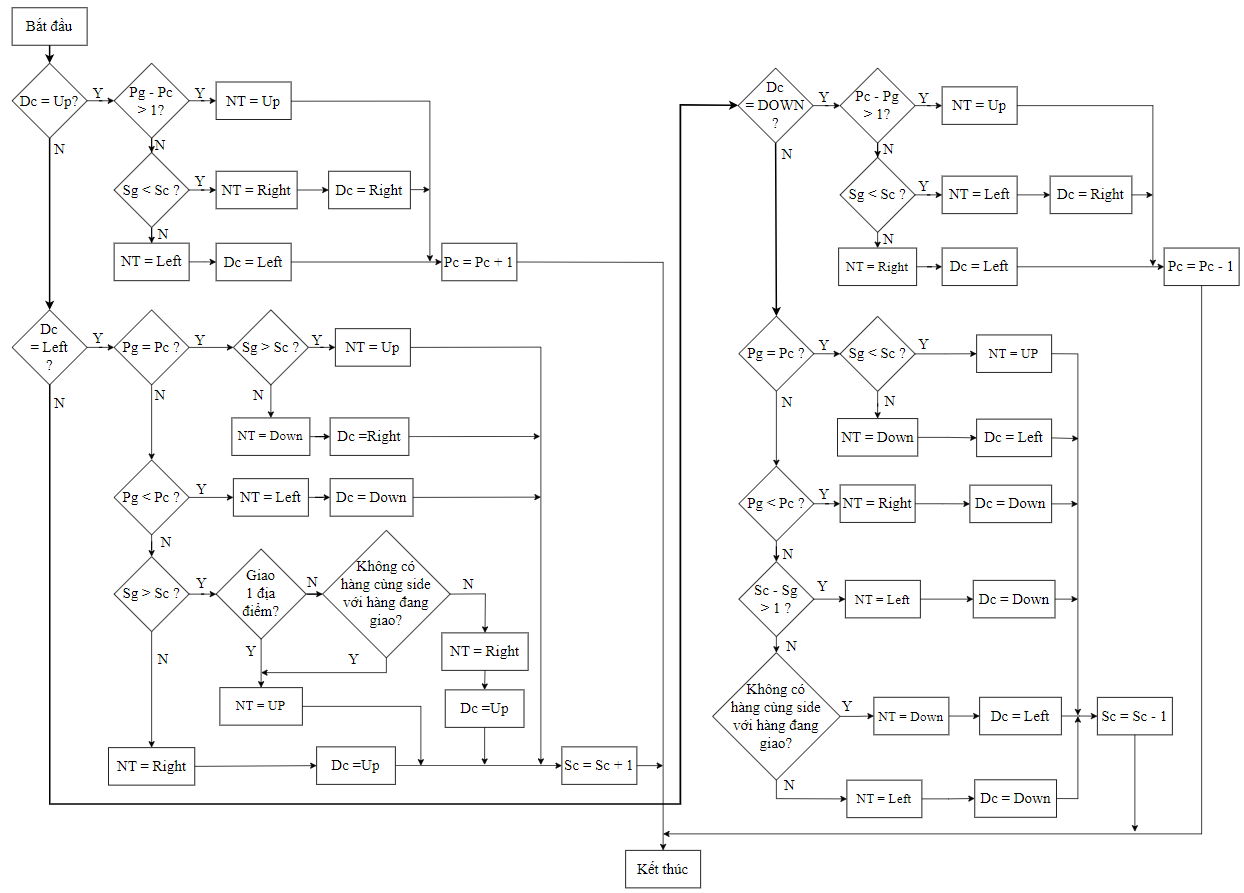 Bắt đầu
Dc = Up?
Y
Pg - Pc
> 1?
Y
NT = Up
N
N
Sg < Sc ?
Y
NT = Right
Dc = Right
N
NT = Left
Dc = Left
Pc = Pc + 1
Dc
= Left
?
Y
Pg = Pc ?
Y
Sg > Sc ?
Y
NT = Up
N
N
N
NT = Down
Dc =Right
Pg < Pc ?
Y
NT = Left
Dc = Down
N
Sg > Sc ?
Y
Giao
1 địa
điểm?
N
Không có
hàng cùng side
với hàng đang
giao?
N
Y
Y
N
NT = Right
Dc =Up
NT = UP
NT = Right
Dc =Up
Sc = Sc + 1
Dc
= DOWN
?
Y
Pc - Pg
> 1?
Y
NT = Up
N
N
Sg < Sc ?
Y
NT = Left
Dc = Right
N
NT = Right
Dc = Left
Pc = Pc - 1
Pg = Pc ?
Y
Sg < Sc ?
Y
NT = UP
N
N
NT = Down
Dc = Left
Pg < Pc ?
Y
NT = Right
Dc = Down
N
Sc - Sg
> 1 ?
Y
NT = Left
Dc = Down
N
Không có
hàng cùng side
với hàng đang
giao?
Y
NT = Down
Dc = Left
Sc = Sc - 1
N
NT = Left
Dc = Down
Kết thúc